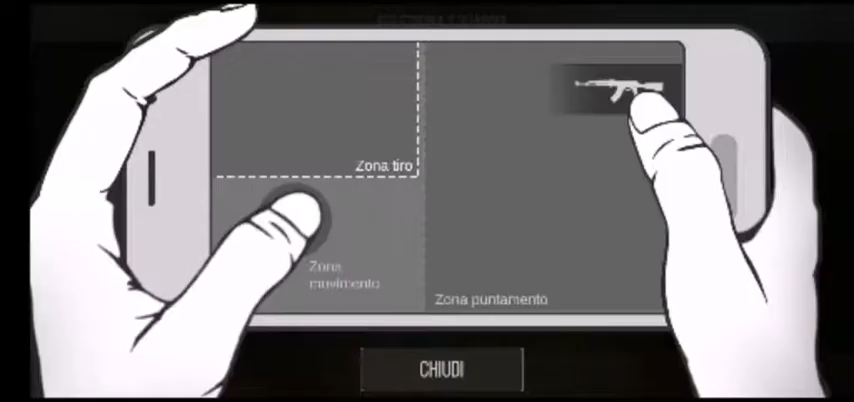 Zona tiro
Zona
movimento
Zona puntamento
CHIUDI